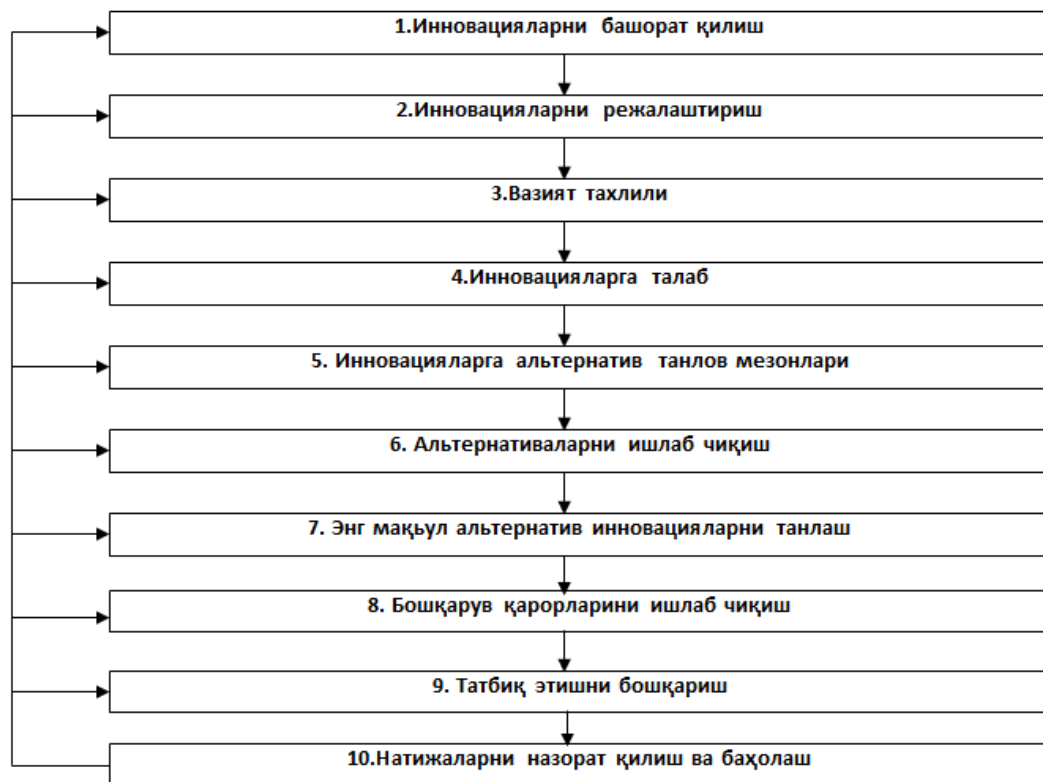 1.Инновацияларни башорат қилиш
2.Инновацияларни режалаштириш
3.Вазият тахлили
4.Инновацияларга талаб
5. Инновацияларга альтернатив танлов мезонлари
6. Альтернативаларни ишлаб чиқиш
7. Энг мақьул альтернатив инновацияларни танлаш
8. Бошқарув қарорларини ишлаб чиқиш
9. Татбиқ этишни бошқариш
10.Натижаларни назорат қилиш ва баҳолаш